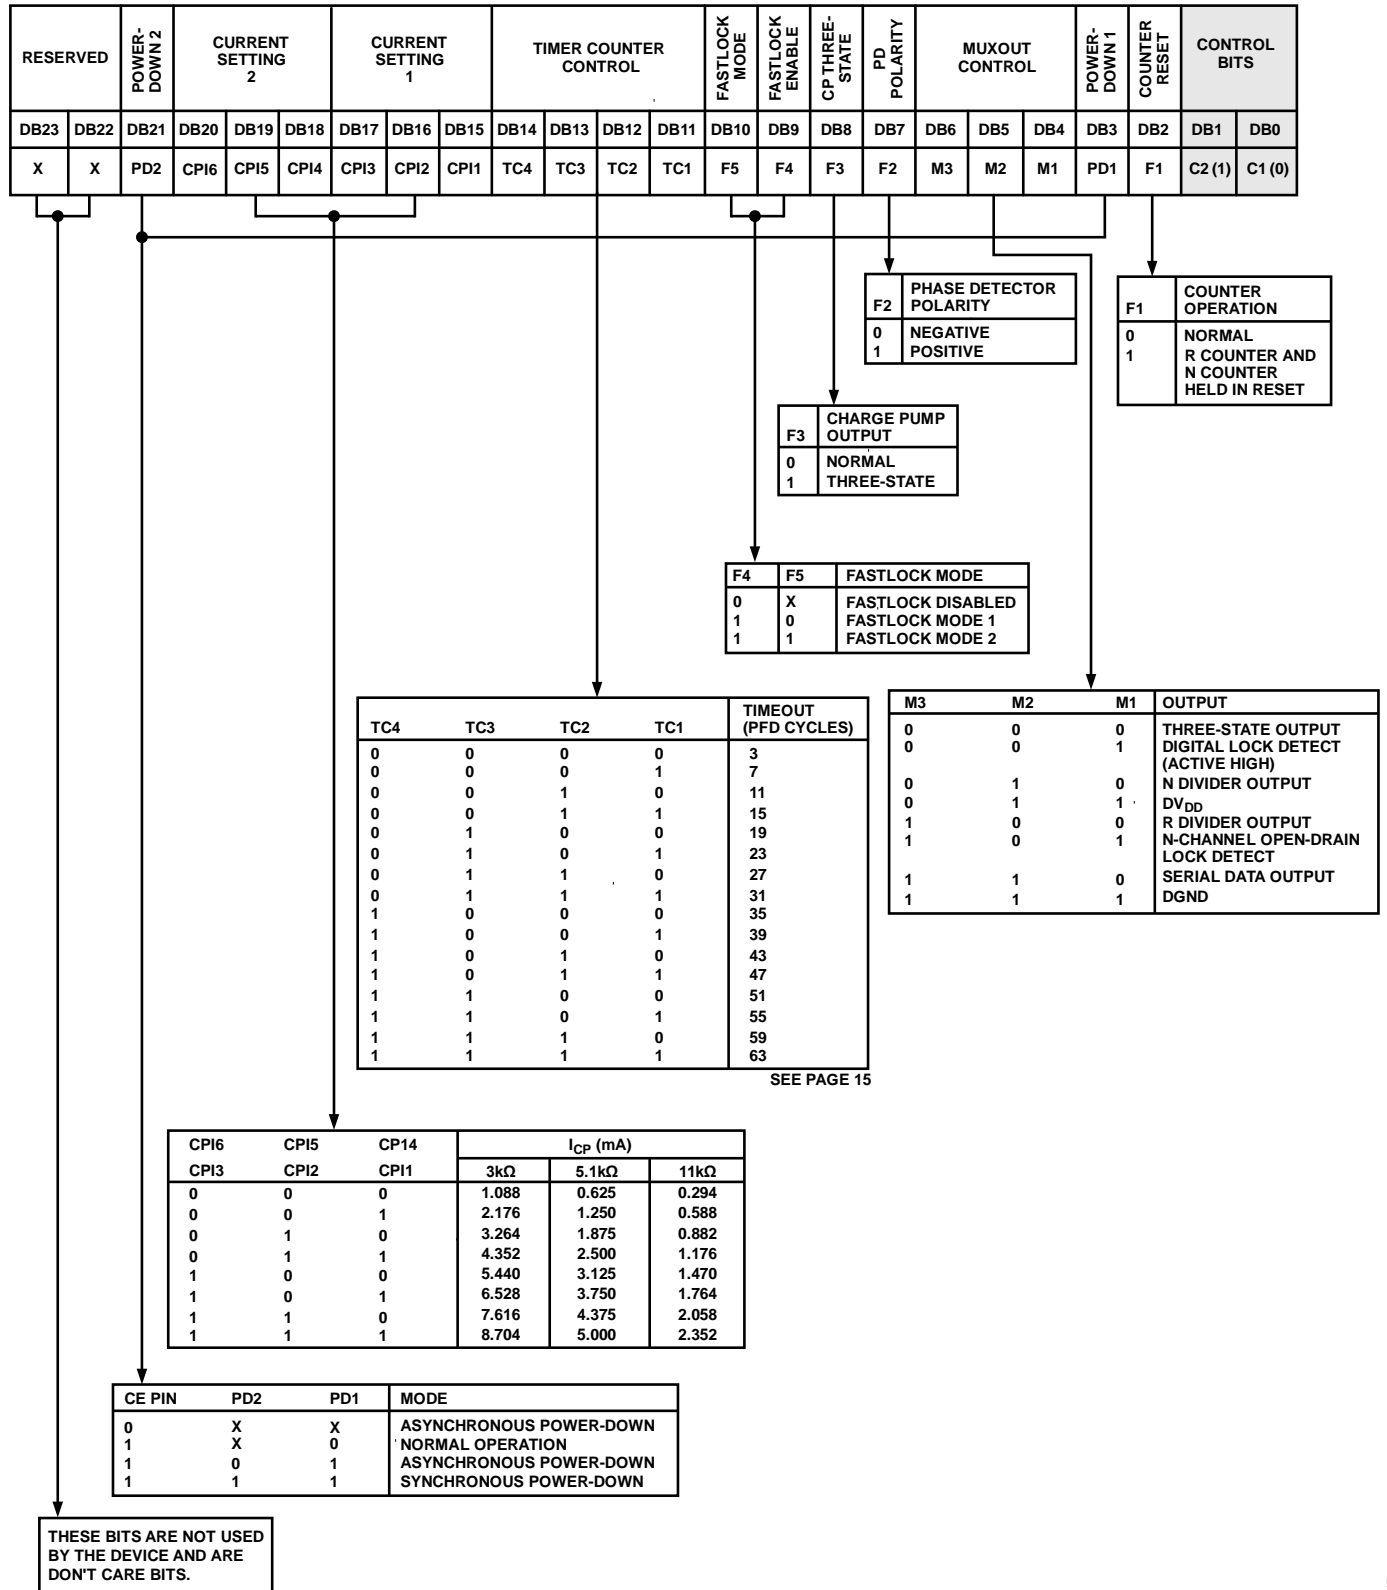 RESERVED
POWER-
DOWN 2
CURRENT
SETTING
2
CURRENT
SETTING
1
TIMER COUNTER
CONTROL
FASTLOCK
MODE
FASTLOCK
ENABLE
CP THREE-
STATE
PD
POLARITY
MUXOUT
CONTROL
POWER-
DOWN 1
COUNTER
RESET
CONTROL
BITS
DB23 DB22 DB21 DB20 DB19 DB18 DB17 DB16 DB15 DB14 DB13 DB12 DB11 DB10 DB9 DB8 DB7 DB6 DB5 DB4 DB3 DB2 DB1 DB0
X X PD2 CPI6 CPI5 CPI4 CPI3 CPI2 CPI1 TC4 TC3 TC2 TC1 F5 F4 F3 F2 M3 M2 M1 PD1 F1 C2 (1) C1 (0)
PHASE DETECTOR
F2 POLARITY
0 NEGATIVE
1 POSITIVE
COUNTER
F1 OPERATION
0 NORMAL
1 R COUNTER AND
N COUNTER
HELD IN RESET
CHARGE PUMP
F3 OUTPUT
0 NORMAL
1 THREE-STATE
F4 F5 FASTLOCK MODE
0 X FASTLOCK DISABLED
1 0 FASTLOCK MODE 1
1 1 FASTLOCK MODE 2
TIMEOUT
TC4 TC3 TC2 TC1 (PFD CYCLES)
0 0 0 0 3
0 0 0 1 7
0 0 1 0 11
0 0 1 1 15
0 1 0 0 19
0 1 0 1 23
0 1 1 0 27
0 1 1 1 31
1 0 0 0 35
1 0 0 1 39
1 0 1 0 43
1 0 1 1 47
1 1 0 0 51
1 1 0 1 55
1 1 1 0 59
1 1 1 1 63
SEE PAGE 15
M3 M2 M1 OUTPUT
0 0 0 THREE-STATE OUTPUT
0 0 1 DIGITAL LOCK DETECT
(ACTIVE HIGH)
0 1 0 N DIVIDER OUTPUT
0 1 1 DVDD
1 0 0 R DIVIDER OUTPUT
1 0 1 N-CHANNEL OPEN-DRAIN
LOCK DETECT
1 1 0 SERIAL DATA OUTPUT
1 1 1 DGND
CPI6 CPI5 CP14 ICP (mA)
CPI3 CPI2 CPI1 3kΩ 5.1kΩ 11kΩ
0 0 0 1.088 0.625 0.294
0 0 1 2.176 1.250 0.588
0 1 0 3.264 1.875 0.882
0 1 1 4.352 2.500 1.176
1 0 0 5.440 3.125 1.470
1 0 1 6.528 3.750 1.764
1 1 0 7.616 4.375 2.058
1 1 1 8.704 5.000 2.352
CE PIN PD2 PD1 MODE
0 X X ASYNCHRONOUS POWER-DOWN
1 X 0 NORMAL OPERATION
1 0 1 ASYNCHRONOUS POWER-DOWN
1 1 1 SYNCHRONOUS POWER-DOWN
THESE BITS ARE NOT USED
BY THE DEVICE AND ARE
DON'T CARE BITS.